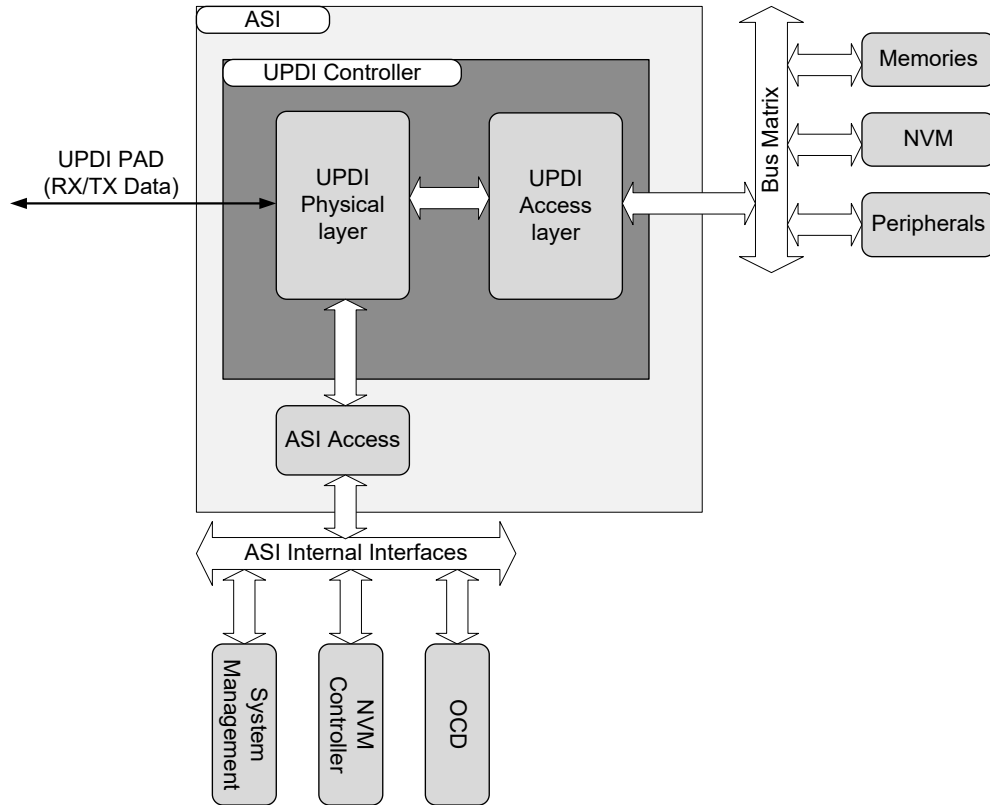 ASI
UPDI Controller
UPDI PAD
(RX/TX Data)
UPDI
Physical
layer
UPDI
Access
layer
Bus Matrix
Memories
NVM
Peripherals
ASI Access
ASI Internal Interfaces
System
Management
NVM
Controller
OCD